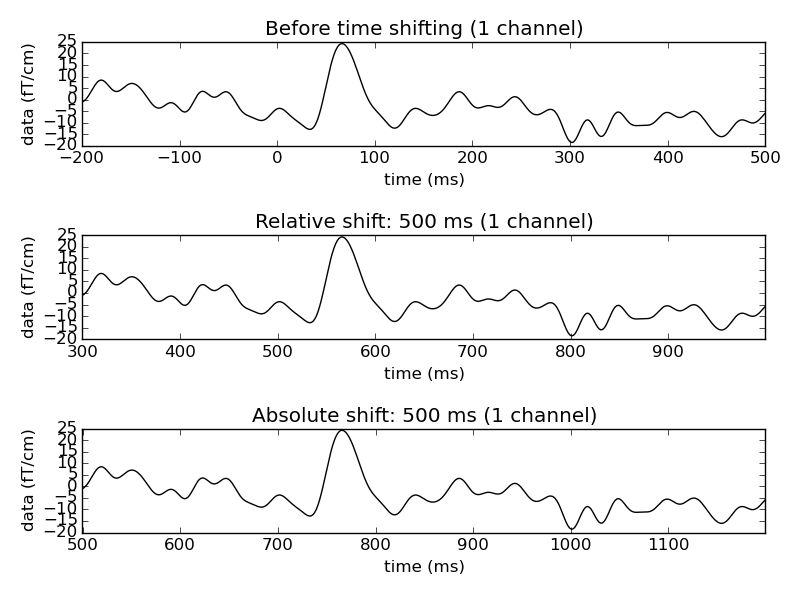 Before time shifting (1 channel)
25
20
15
10
5
0
−5
−10
−15
−20
data (fT/cm)
−200 −100 0 100 200 300 400 500
time (ms)
Relative shift: 500 ms (1 channel)
25
20
15
10
5
0
−5
−10
−15
−20
data (fT/cm)
300 400 500 600 700 800 900
time (ms)
Absolute shift: 500 ms (1 channel)
25
20
15
10
5
0
−5
−10
−15
−20
data (fT/cm)
500 600 700 800 900 1000 1100
time (ms)